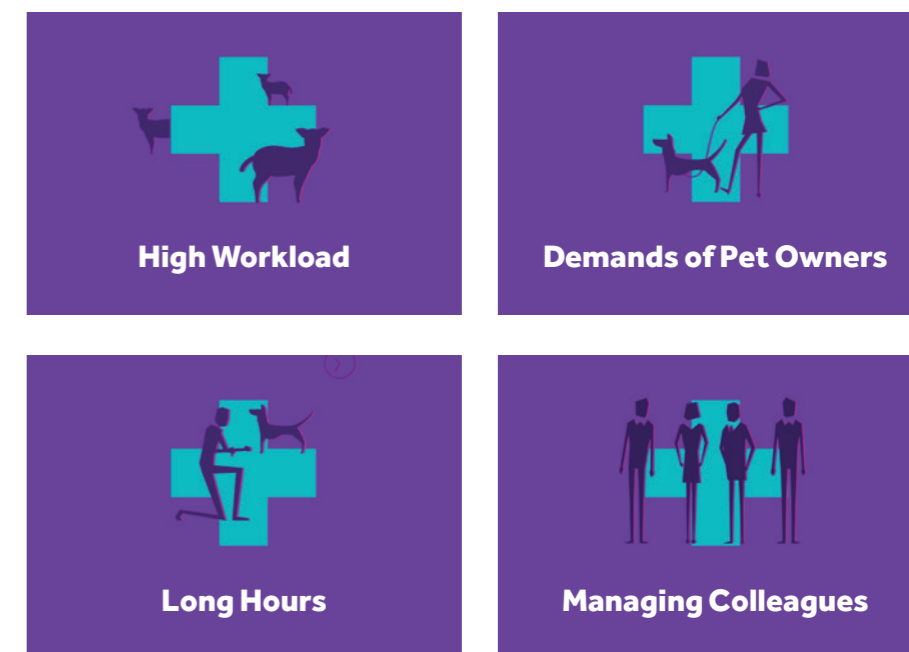 High Workload
Demands of Pet Owners
Long Hours
Managing Colleagues